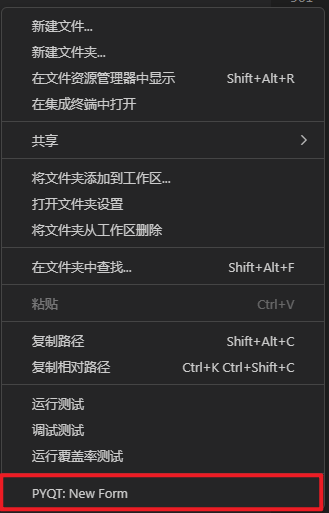 新建文件...
新建文件夹...
在文件资源管理器中显示 Shift+Alt+R
在集成终端中打开
共享
将文件夹添加到工作区...
打开文件夹设置
将文件夹从工作区删除
在文件夹中查找... Shift+Alt+F
粘贴 Ctrl+V
复制路径 Shift+Alt+C
复制相对路径 Ctrl+K Ctrl+Shift+C
运行测试
调试测试
运行覆盖率测试
PYQT: New Form